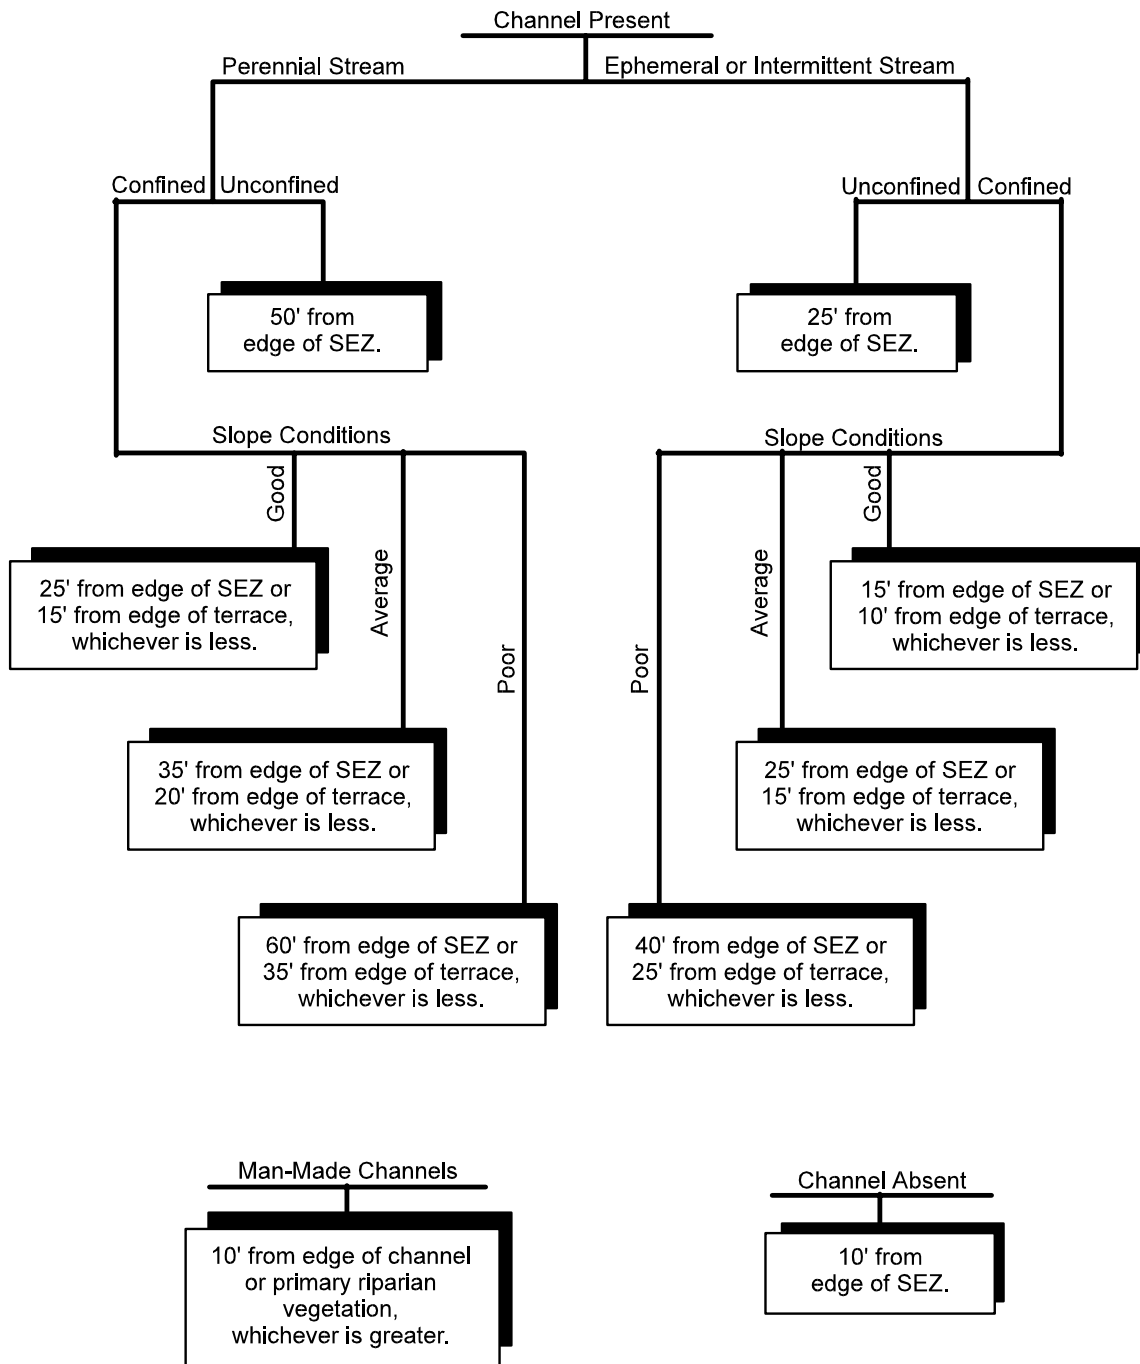 Channel Present
Perennial Stream
Ephemeral or Intermittent Stream
Confined
Unconfined
Unconfined
Confined
50' from
edge of SEZ.
25' from
edge of SEZ.
Slope Conditions
Slope Conditions
Good
Average
Poor
Poor
Average
Good
25' from edge of SEZ or
15' from edge of terrace,
whichever is less.
15' from edge of SEZ or
10' from edge of terrace,
whichever is less.
35' from edge of SEZ or
20' from edge of terrace,
whichever is less.
25' from edge of SEZ or
15' from edge of terrace,
whichever is less.
60' from edge of SEZ or
35' from edge of terrace,
whichever is less.
40' from edge of SEZ or
25' from edge of terrace,
whichever is less.
Man-Made Channels
10' from edge of channel
or primary riparian
vegetation,
whichever is greater.
Channel Absent
10' from
edge of SEZ.